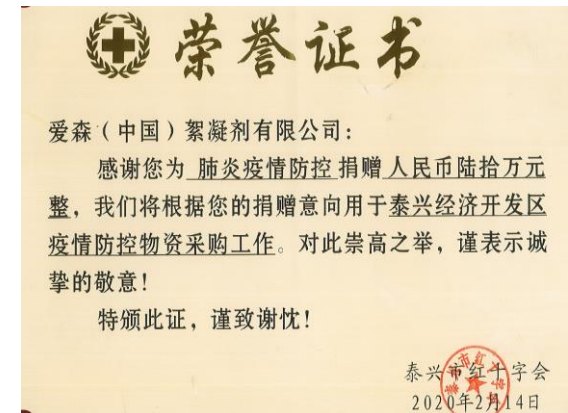 荣誉证书
爱森（中国）絮凝剂有限公司：
感谢您为 肺炎疫情防控 捐赠 人民币陆拾万元
整，我们将根据您的捐赠意向用于泰兴经济开发区
疫情防控物资采购工作。对此崇高之举，谨表示诚
挚的敬意！
特颁此证，谨致谢忱！
泰兴市红十字会
2020年2月14日